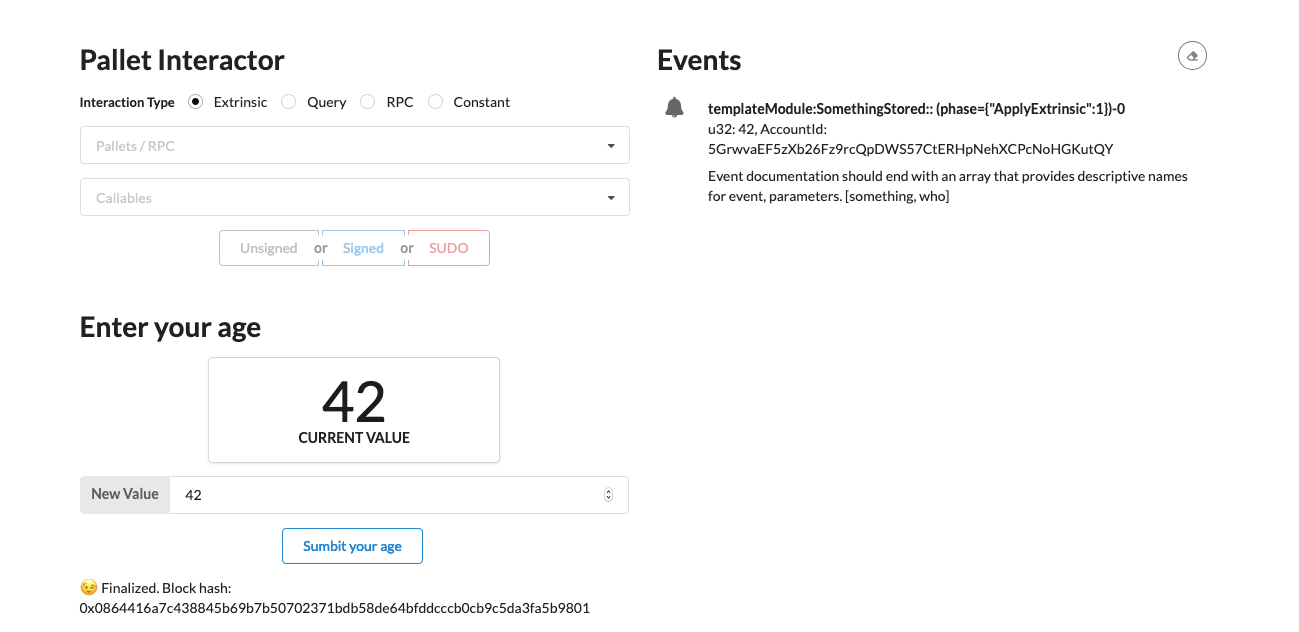 Pallet Interactor
Interaction Type Extrinsic Query RPC Constant
Pallets / RPC
Callables
Unsigned or Signed or SUDO
Enter your age
42
CURRENT VALUE
New Value 42
Sumbit your age
😉 Finalized. Block hash:
0x0864416a7c438845b69b7b50702371bdb58de64bfddcccb0cb9c5da3fa5b9801
Events
templateModule:SomethingStored:: (phase={"ApplyExtrinsic":1})-0
u32: 42, AccountId:
5GrwvaEF5zXb26Fz9rcQpDWS57CtERHpNehXCPcNoHGKutQY
Event documentation should end with an array that provides descriptive names
for event, parameters. [something, who]